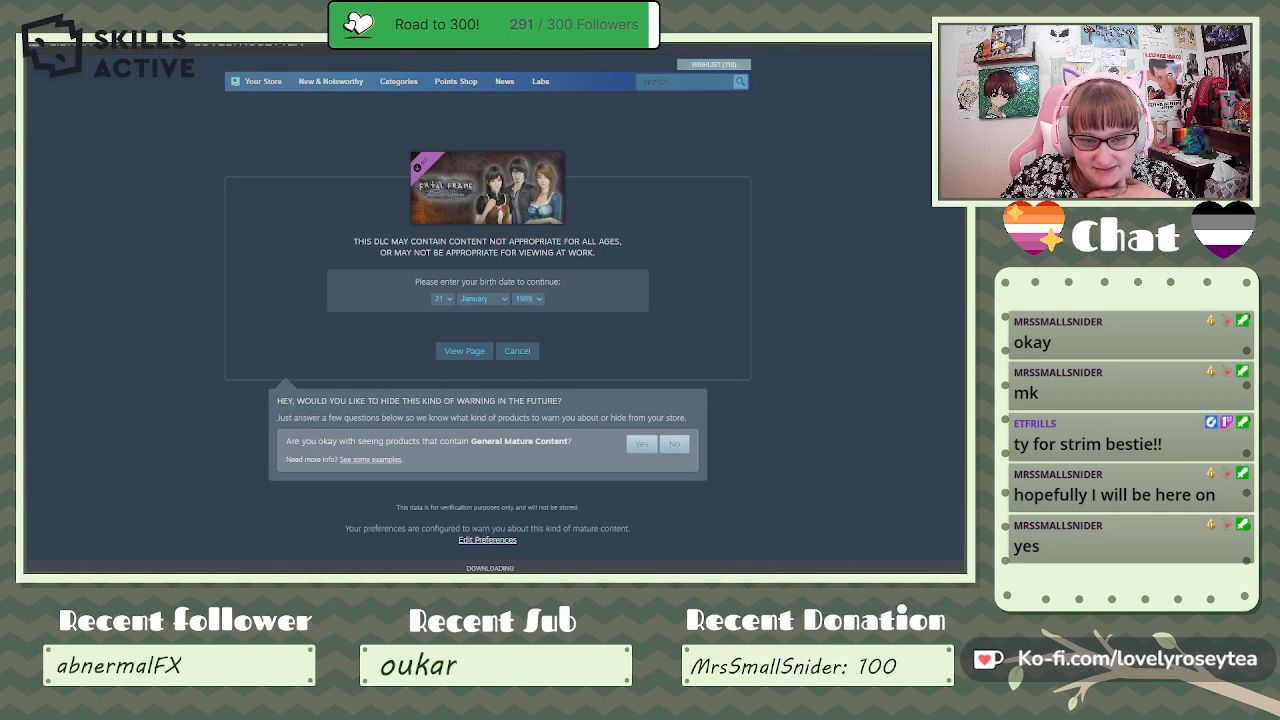 SKILLS
ACTIVE
Road to 300!
291 / 300 Followers
WISHLIST (118)
Your Store
New & Noteworthy
Categories
Points Shop
News
Labs
search
FATAL FRAME
THIS DLC MAY CONTAIN CONTENT NOT APPROPRIATE FOR ALL AGES,
OR MAY NOT BE APPROPRIATE FOR VIEWING AT WORK.
Please enter your birth date to continue:
21 January 1989
View Page
Cancel
HEY, WOULD YOU LIKE TO HIDE THIS KIND OF WARNING IN THE FUTURE?
Just answer a few questions below so we know what kind of products to warn you about or hide from your store.
Are you okay with seeing products that contain General Mature Content?
Yes
No
Need more info? See some examples.
This data is for verification purposes only and will not be stored.
Your preferences are configured to warn you about this kind of mature content.
Edit Preferences
DOWNLOADING
Chat
MRSSMALLSNIDER
okay
MRSSMALLSNIDER
mk
ETFRILLS
ty for strim bestie!!
MRSSMALLSNIDER
hopefully I will be here on
MRSSMALLSNIDER
yes
Recent Follower
abnormalFX
Recent Sub
oukar
Recent Donation
MrsSmallSnider: 100
Ko-fi.com/lovelyroseytea